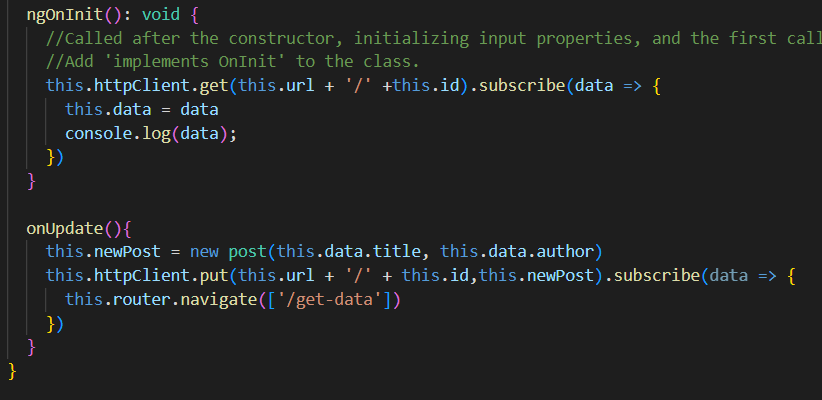 ngOnInit(): void {
//Called after the constructor, initializing input properties, and the first call
//Add 'implements OnInit' to the class.
this.httpClient.get(this.url + '/' +this.id).subscribe(data => {
this.data = data
console.log(data);
})
}
onUpdate(){
this.newPost = new post(this.data.title, this.data.author)
this.httpClient.put(this.url + '/' + this.id,this.newPost).subscribe(data => {
this.router.navigate(['/get-data'])
})
}
}